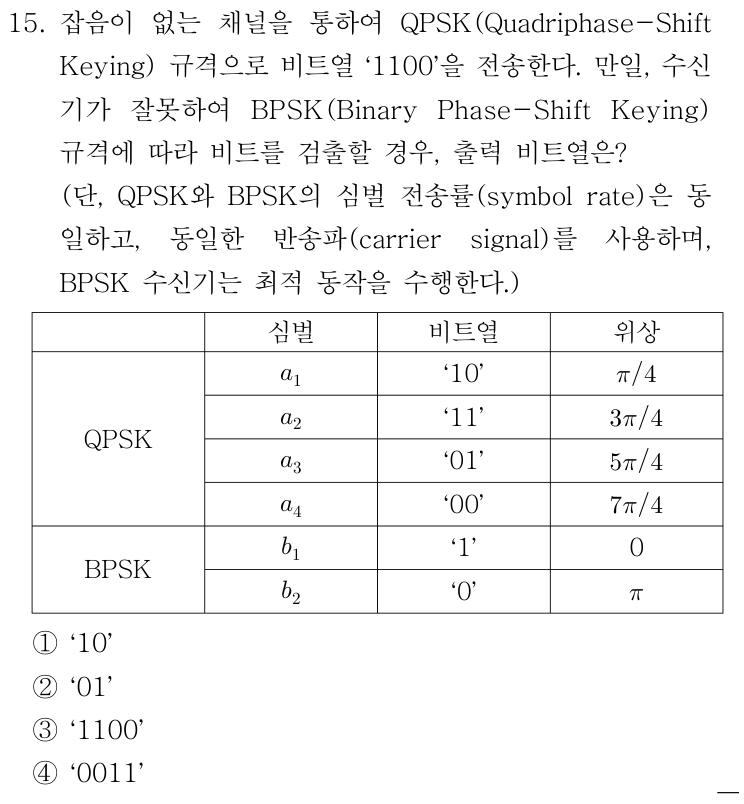 15. 잡음이 없는 채널을 통하여 QPSK(Quadriphase-Shift
Keying) 규격으로 비트열 ‘1100’을 전송한다. 만일, 수신
기가 잘못하여 BPSK(Binary Phase-Shift Keying)
규격에 따라 비트를 검출할 경우, 출력 비트열은?
(단, QPSK와 BPSK의 심벌 전송률(symbol rate)은 동
일하고, 동일한 반송파(carrier signal)를 사용하며,
BPSK 수신기는 최적 동작을 수행한다.)
심벌 비트열 위상
QPSK
a₁ ‘10’ π/4
a₂ ‘11’ 3π/4
a₃ ‘01’ 5π/4
a₄ ‘00’ 7π/4
BPSK
b₁ ‘1’ 0
b₂ ‘0’ π
① ‘10’
② ‘01’
③ ‘1100’
④ ‘0011’